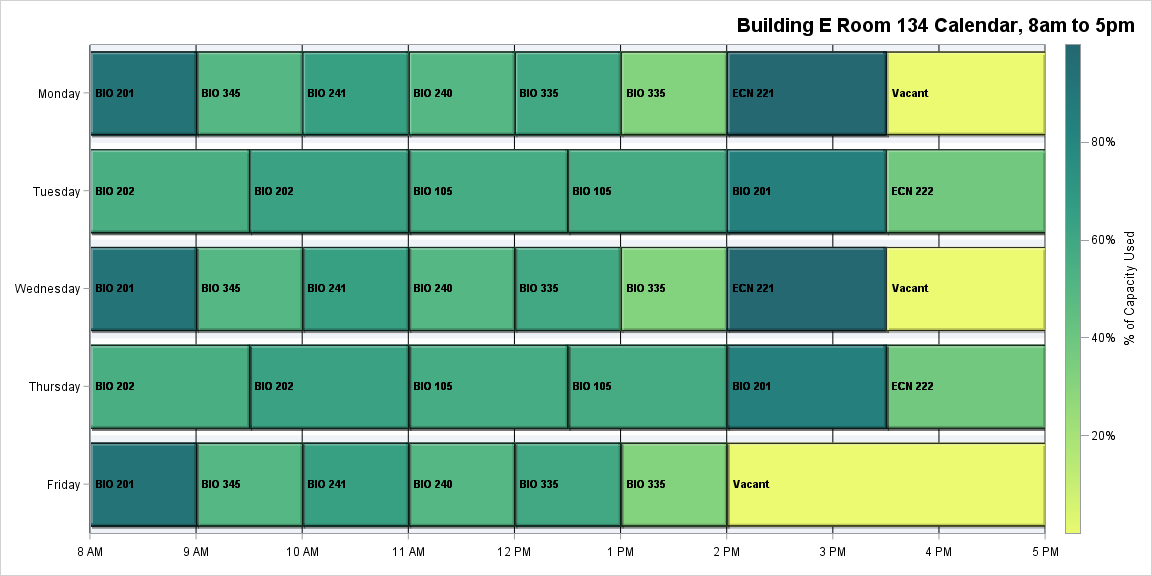 Building E Room 134 Calendar, 8am to 5pm
Monday BIO 201 BIO 345 BIO 241 BIO 240 BIO 335 BIO 335 ECN 221 Vacant
Tuesday BIO 202 BIO 202 BIO 105 BIO 105 BIO 201 ECN 222
Wednesday BIO 201 BIO 345 BIO 241 BIO 240 BIO 335 BIO 335 ECN 221 Vacant
Thursday BIO 202 BIO 202 BIO 105 BIO 105 BIO 201 ECN 222
Friday BIO 201 BIO 345 BIO 241 BIO 240 BIO 335 BIO 335 Vacant
8 AM 9 AM 10 AM 11 AM 12 PM 1 PM 2 PM 3 PM 4 PM 5 PM
80%
60%
40%
20%
% of Capacity Used